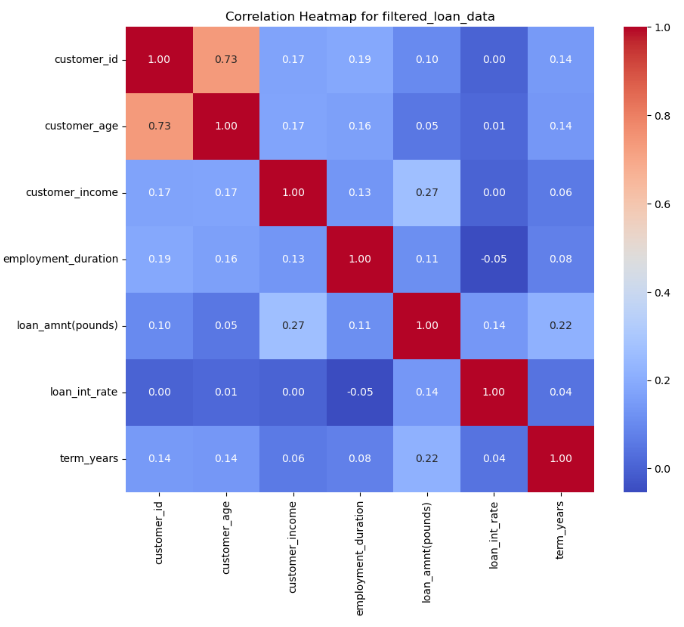 Correlation Heatmap for filtered_loan_data
customer_id 1.00 0.73 0.17 0.19 0.10 0.00 0.14
customer_age 0.73 1.00 0.17 0.16 0.05 0.01 0.14
customer_income 0.17 0.17 1.00 0.13 0.27 0.00 0.06
employment_duration 0.19 0.16 0.13 1.00 0.11 -0.05 0.08
loan_amnt(pounds) 0.10 0.05 0.27 0.11 1.00 0.14 0.22
loan_int_rate 0.00 0.01 0.00 -0.05 0.14 1.00 0.04
term_years 0.14 0.14 0.06 0.08 0.22 0.04 1.00
customer_id
customer_age
customer_income
employment_duration
loan_amnt(pounds)
loan_int_rate
term_years
1.0
0.8
0.6
0.4
0.2
0.0